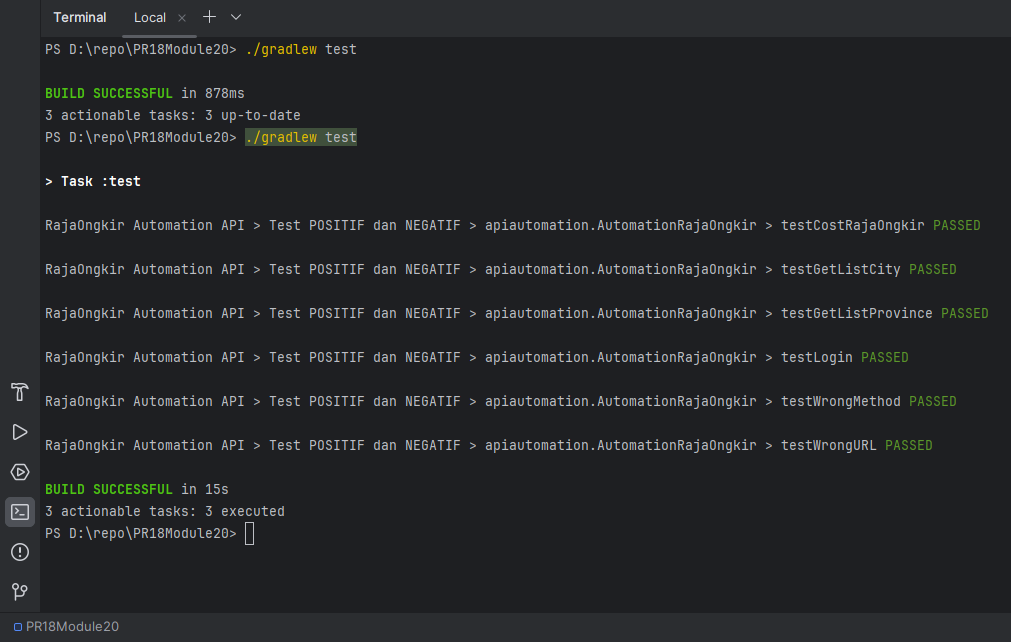 Terminal Local
PS D:\repo\PR18Module20> ./gradlew test
BUILD SUCCESSFUL in 878ms
3 actionable tasks: 3 up-to-date
PS D:\repo\PR18Module20> ./gradlew test
> Task :test
RajaOngkir Automation API > Test POSITIF dan NEGATIF > apiautomation.AutomationRajaOngkir > testCostRajaOngkir PASSED
RajaOngkir Automation API > Test POSITIF dan NEGATIF > apiautomation.AutomationRajaOngkir > testGetListCity PASSED
RajaOngkir Automation API > Test POSITIF dan NEGATIF > apiautomation.AutomationRajaOngkir > testGetListProvince PASSED
RajaOngkir Automation API > Test POSITIF dan NEGATIF > apiautomation.AutomationRajaOngkir > testLogin PASSED
RajaOngkir Automation API > Test POSITIF dan NEGATIF > apiautomation.AutomationRajaOngkir > testWrongMethod PASSED
RajaOngkir Automation API > Test POSITIF dan NEGATIF > apiautomation.AutomationRajaOngkir > testWrongURL PASSED
BUILD SUCCESSFUL in 15s
3 actionable tasks: 3 executed
PS D:\repo\PR18Module20>
PR18Module20